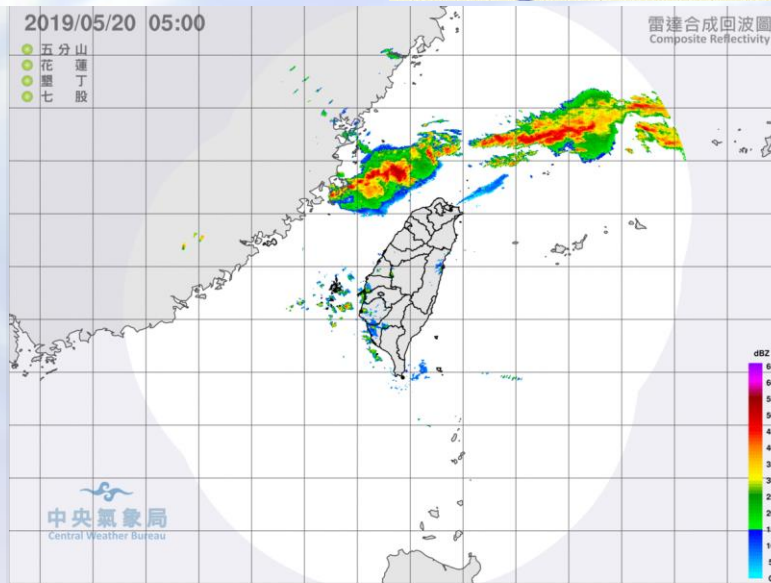 2019/05/20 05:00
雷達合成回波圖
Composite Reflectivity
五分山
花蓮
墾丁
七股
dBZ
中央氣象局
Central Weather Bureau